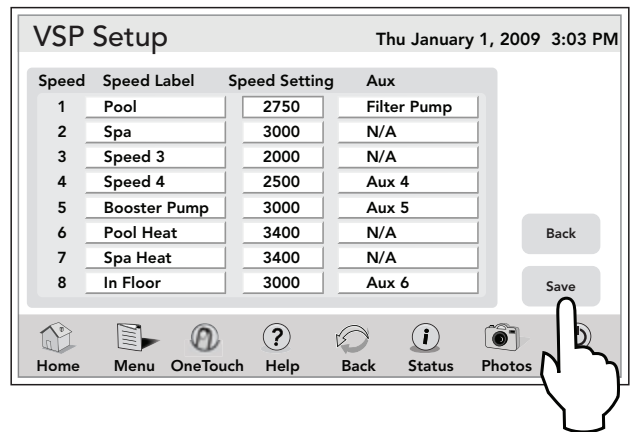 VSP Setup Thu January 1, 2009 3:03 PM
Speed Speed Label Speed Setting Aux
1 Pool 2750 Filter Pump
2 Spa 3000 N/A
3 Speed 3 2000 N/A
4 Speed 4 2500 Aux 4
5 Booster Pump 3000 Aux 5
6 Pool Heat 3400 N/A
7 Spa Heat 3400 N/A
8 In Floor 3000 Aux 6
Back
Save
Home Menu OneTouch Help Back Status Photos